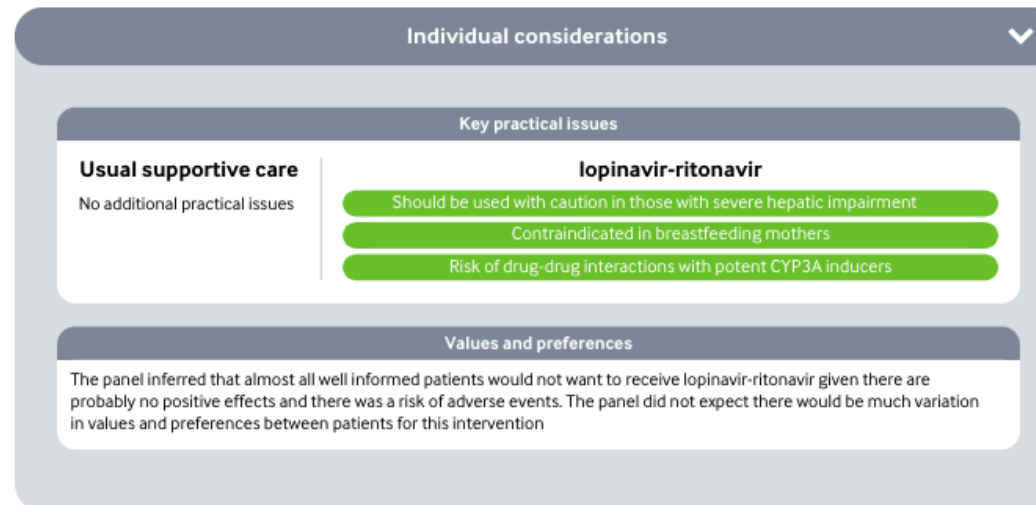 Individual considerations
Key practical issues
Usual supportive care
No additional practical issues
lopinavir-ritonavir
Should be used with caution in those with severe hepatic impairment
Contraindicated in breastfeeding mothers
Risk of drug-drug interactions with potent CYP3A inducers
Values and preferences
The panel inferred that almost all well informed patients would not want to receive lopinavir-ritonavir given there are
probably no positive effects and there was a risk of adverse events. The panel did not expect there would be much variation
in values and preferences between patients for this intervention